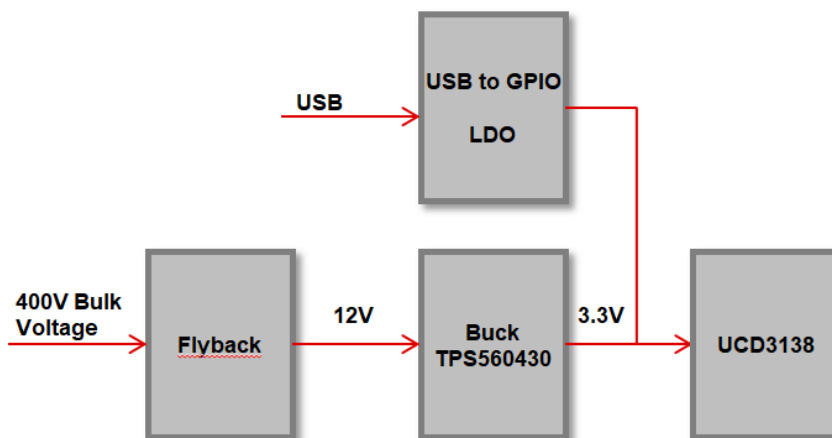 USB to GPIO
LDO
USB
400V Bulk
Voltage
Flyback
12V
Buck
TPS560430
3.3V
UCD3138